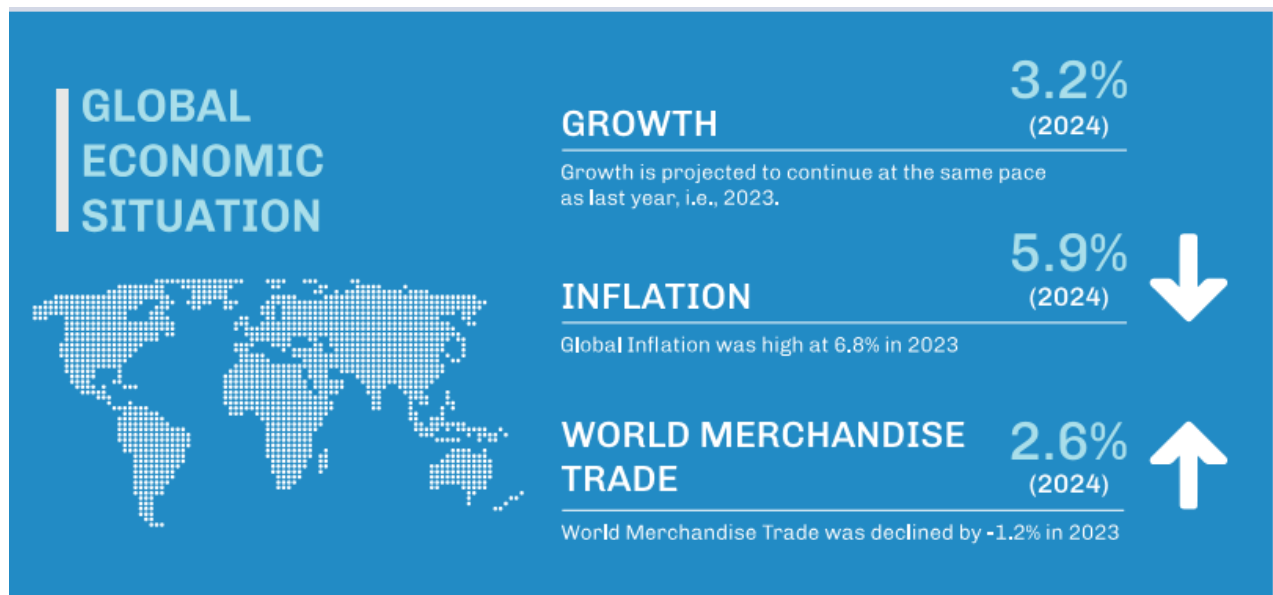 GLOBAL
ECONOMIC
SITUATION
GROWTH
3.2%
(2024)
Growth is projected to continue at the same pace
as last year, i.e., 2023.
INFLATION
5.9%
(2024)
Global Inflation was high at 6.8% in 2023
WORLD MERCHANDISE
TRADE
2.6%
(2024)
World Merchandise Trade was declined by -1.2% in 2023